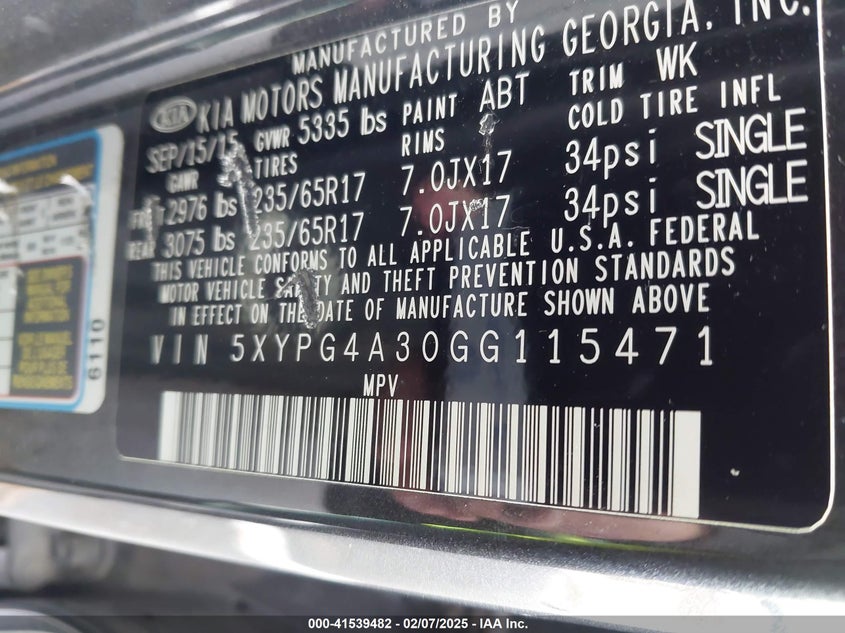 MANUFACTURED BY
KIA KIA MOTORS MANUFACTURING GEORGIA, INC.
SEP/15/15 GVWR 5335 lbs PAINT ABT TRIM WK
GAWR TIRES RIMS COLD TIRE INFL
2976 lbs 235/65R17 7.0JX17 34psi SINGLE
REAR 3075 lbs 235/65R17 7.0JX17 34psi SINGLE
THIS VEHICLE CONFORMS TO ALL APPLICABLE U.S.A. FEDERAL
MOTOR VEHICLE SAFETY AND THEFT PREVENTION STANDARDS
IN EFFECT ON THE DATE OF MANUFACTURE SHOWN ABOVE
VIN 5XYPG4A30GG115471
MPV
6110
000-41539482 - 02/07/2025 - IAA Inc.